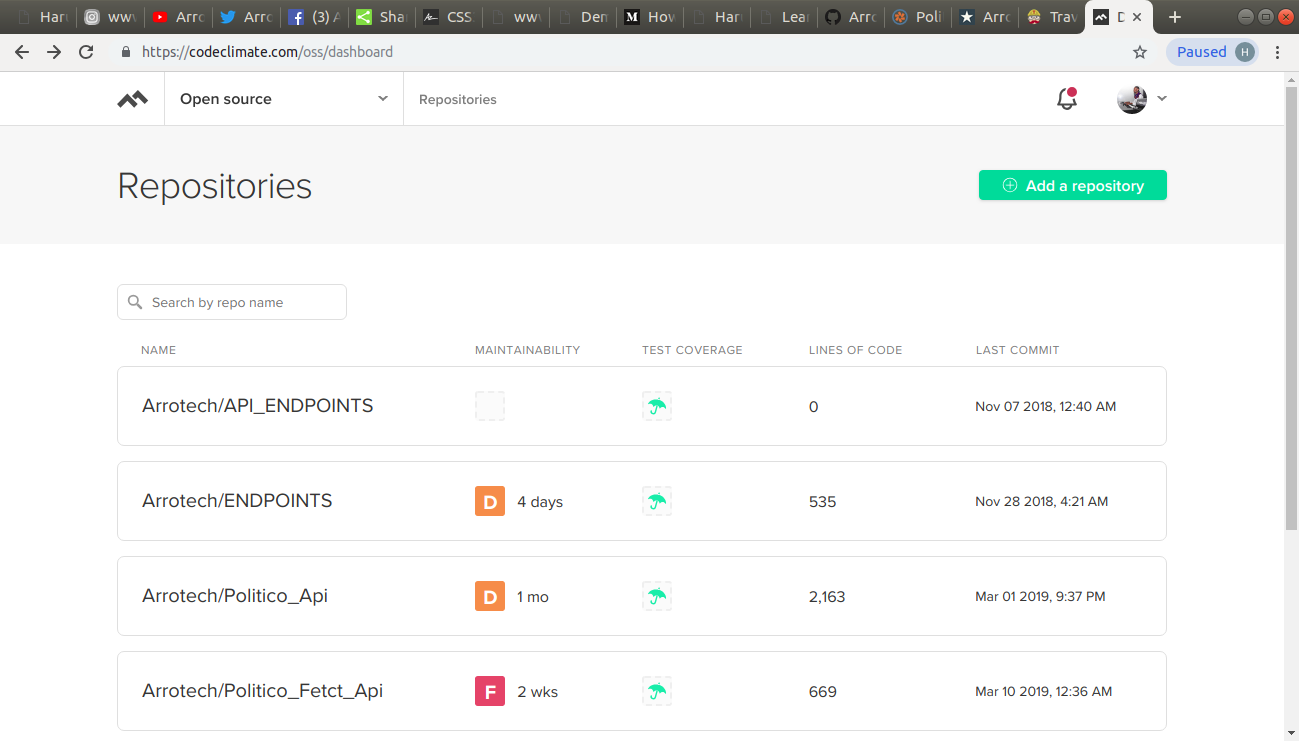 Har www Arro Arro (3) A Sha CSS www Den How Har Lear Arro Poli Arro Trav D
https://codeclimate.com/oss/dashboard Paused H
Open source Repositories
Repositories
Add a repository
Search by repo name
NAME MAINTAINABILITY TEST COVERAGE LINES OF CODE LAST COMMIT
Arrotech/API_ENDPOINTS 0 Nov 07 2018, 12:40 AM
Arrotech/ENDPOINTS D 4 days 535 Nov 28 2018, 4:21 AM
Arrotech/Politico_Api D 1 mo 2,163 Mar 01 2019, 9:37 PM
Arrotech/Politico_Fetct_Api F 2 wks 669 Mar 10 2019, 12:36 AM